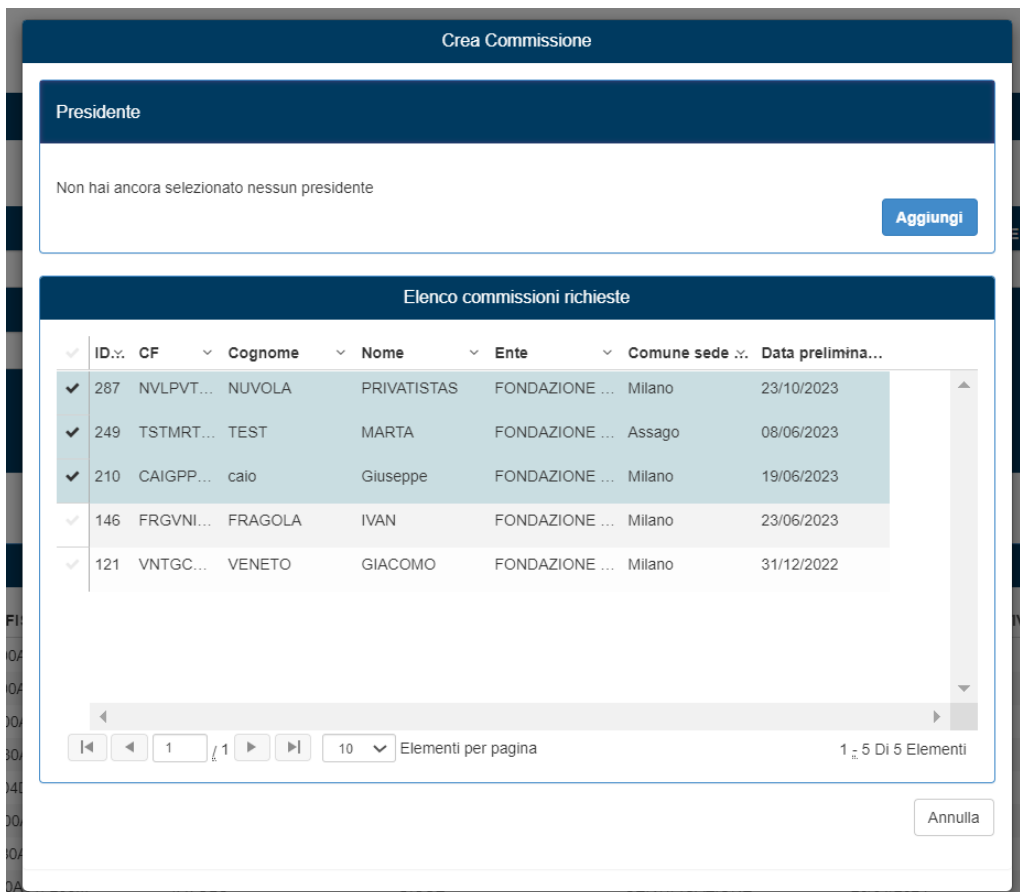 Crea Commissione
Presidente
Non hai ancora selezionato nessun presidente
Aggiungi
Elenco commissioni richieste
ID... CF Cognome Nome Ente Comune sede ... Data prelimina...
287 NVLPVT... NUVOLA PRIVATISTAS FONDAZIONE ... Milano 23/10/2023
249 TSTMRT... TEST MARTA FONDAZIONE ... Assago 08/06/2023
210 CAIGPP... caio Giuseppe FONDAZIONE ... Milano 19/06/2023
146 FRGVNI... FRAGOLA IVAN FONDAZIONE ... Milano 23/06/2023
121 VNTGC... VENETO GIACOMO FONDAZIONE ... Milano 31/12/2022
1 / 1 10 Elementi per pagina 1 - 5 Di 5 Elementi
Annulla